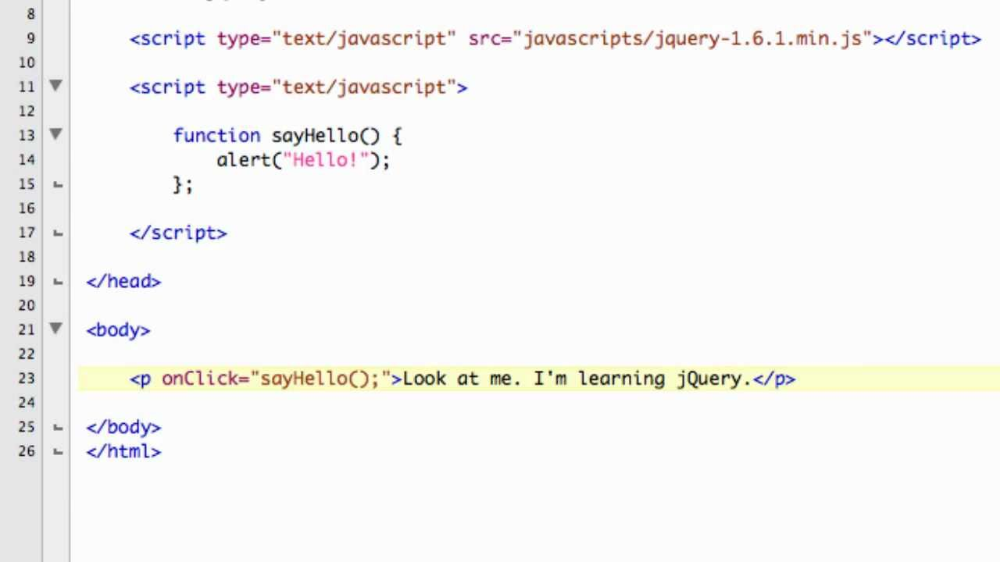 8
9 <script type="text/javascript" src="javascripts/jquery-1.6.1.min.js"></script>
10
11 <script type="text/javascript">
12
13 function sayHello() {
14 alert("Hello!");
15 };
16
17 </script>
18
19 </head>
20
21 <body>
22
23 <p onClick="sayHello();">Look at me. I'm learning jQuery.</p>
24
25 </body>
26 </html>